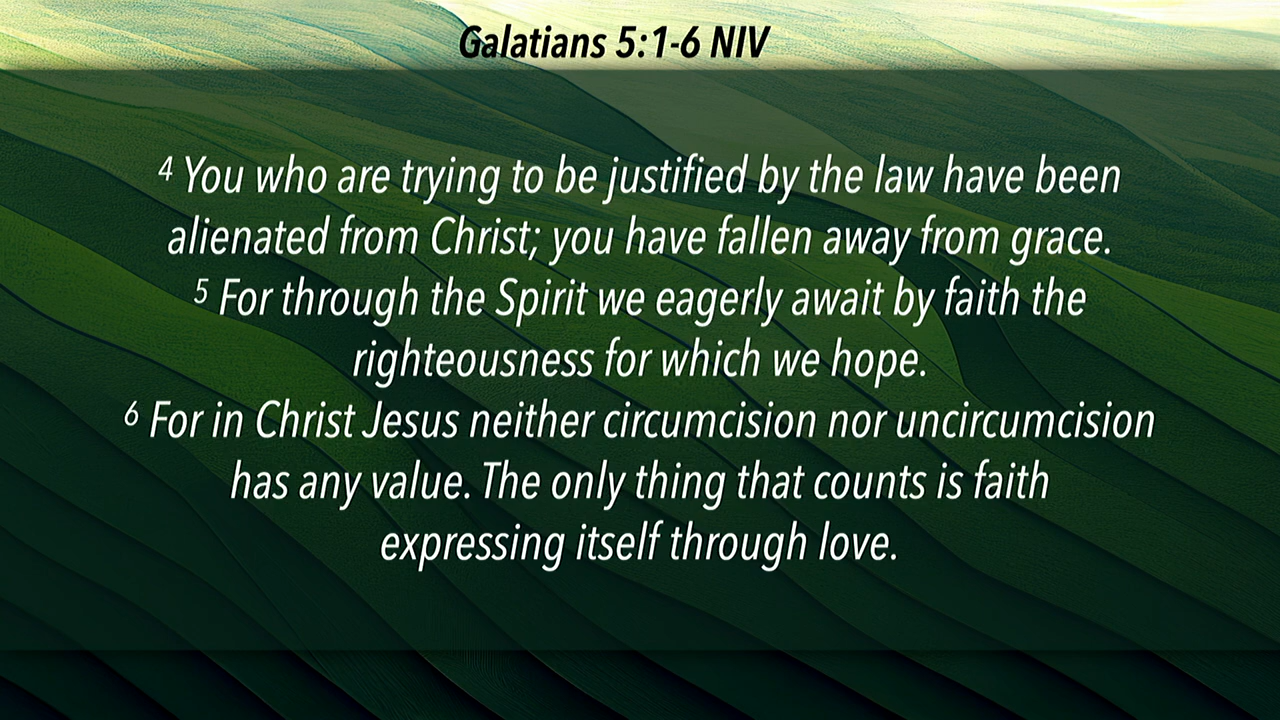 Galatians 5:1-6 NIV
4 You who are trying to be justified by the law have been
alienated from Christ; you have fallen away from grace.
5 For through the Spirit we eagerly await by faith the
righteousness for which we hope.
6 For in Christ Jesus neither circumcision nor uncircumcision
has any value. The only thing that counts is faith
expressing itself through love.